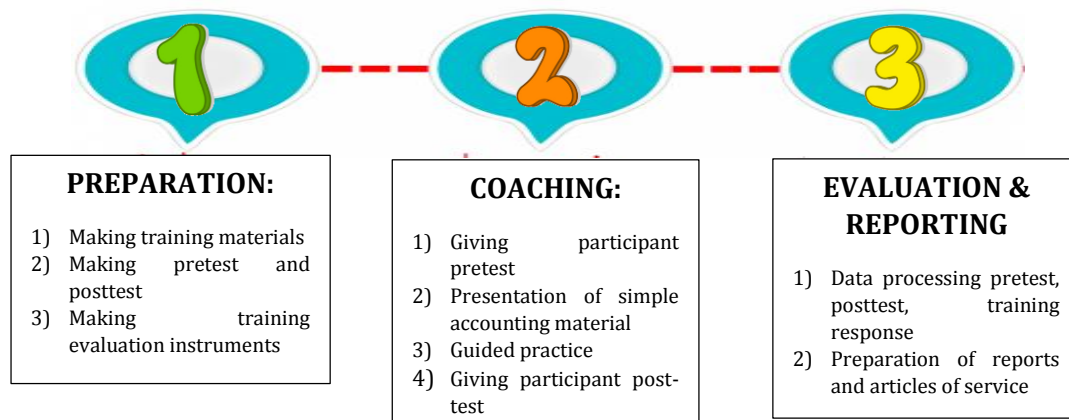 1
2
3
PREPARATION:
1) Making training materials
2) Making pretest and
posttest
3) Making training
evaluation instruments
COACHING:
1) Giving participant
pretest
2) Presentation of simple
accounting material
3) Guided practice
4) Giving participant post-
test
EVALUATION &
REPORTING
1) Data processing pretest,
posttest, training
response
2) Preparation of reports
and articles of service